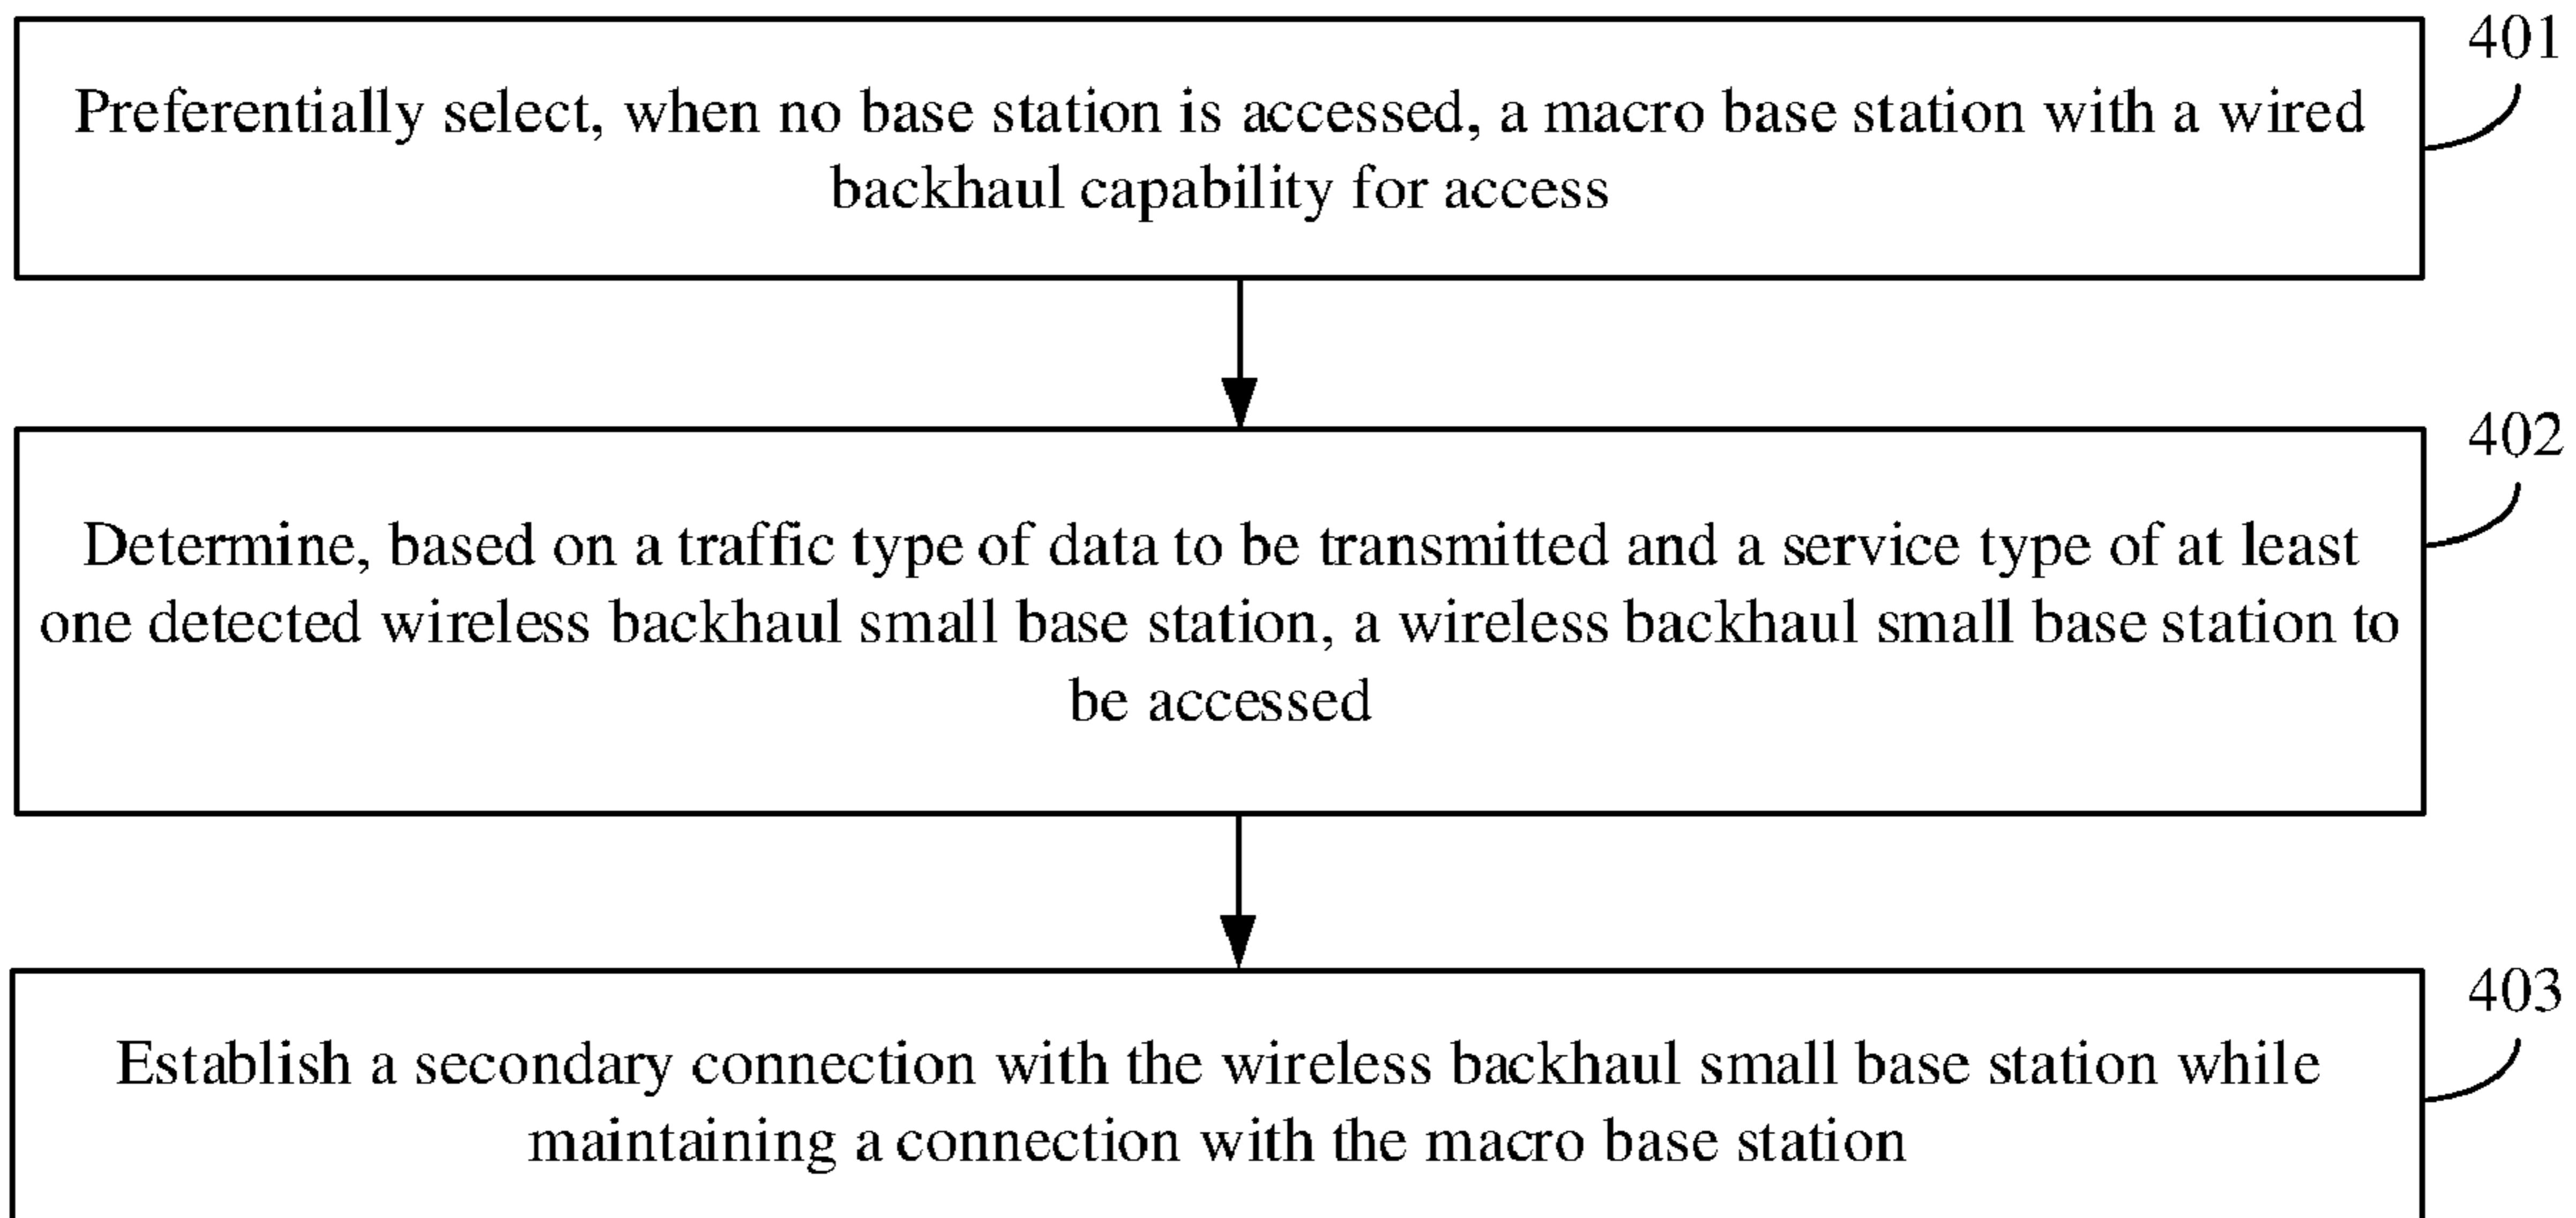 401
Preferentially select, when no base station is accessed, a macro base station with a wired
backhaul capability for access
402
Determine, based on a traffic type of data to be transmitted and a service type of at least
one detected wireless backhaul small base station, a wireless backhaul small base station to
be accessed
403
Establish a secondary connection with the wireless backhaul small base station while
maintaining a connection with the macro base station